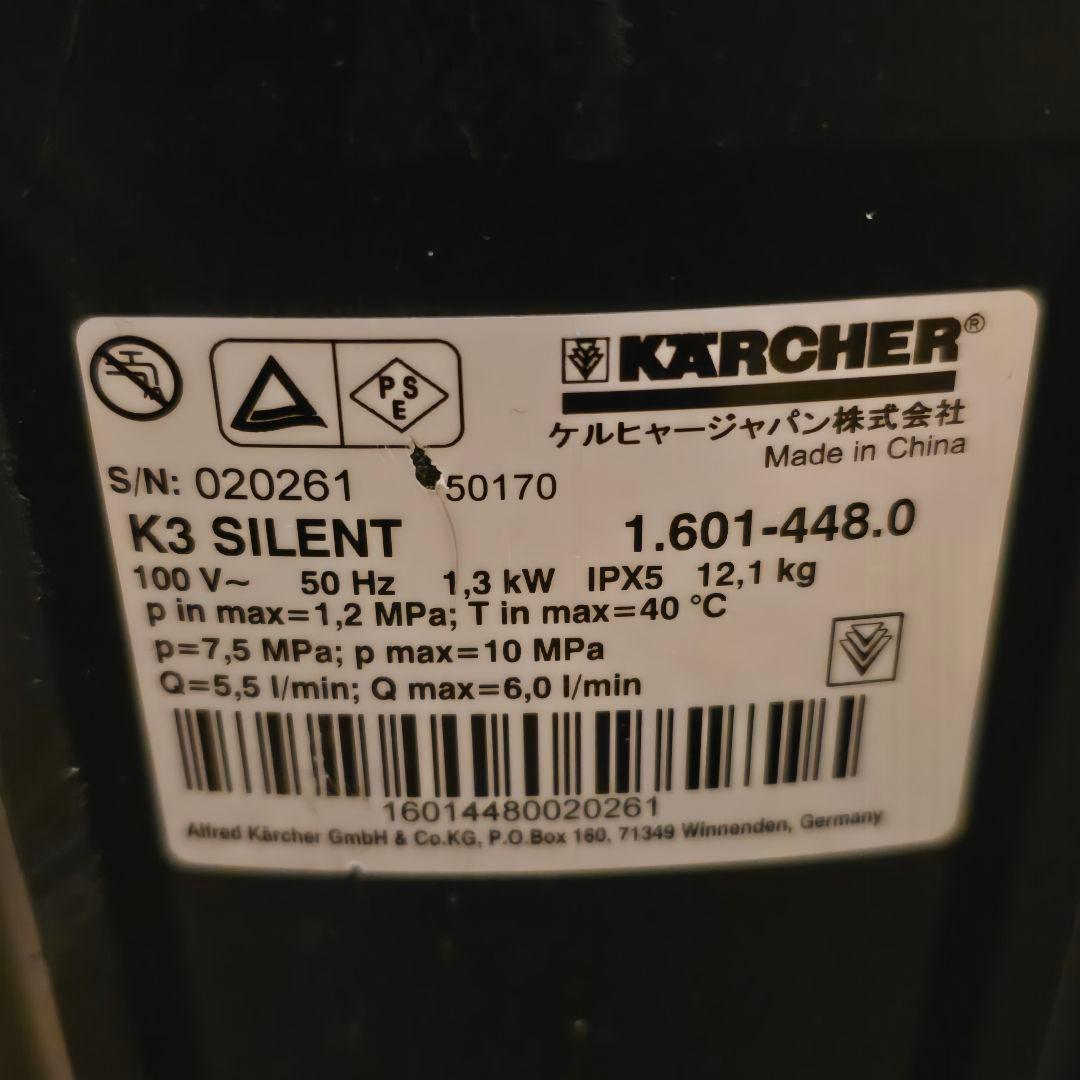 PSE
KÄRCHER®
ケルヒャージャパン株式会社
Made in China
S/N: 020261 50170
K3 SILENT 1.601-448.0
100 V~ 50 Hz 1,3 kW IPX5 12,1 kg
p in max=1,2 MPa; T in max=40 °C
p=7,5 MPa; p max=10 MPa
Q=5,5 l/min; Q max=6,0 l/min
16014480020261
Alfred Kärcher GmbH & Co.KG, P.O.Box 160, 71349 Winnenden, Germany